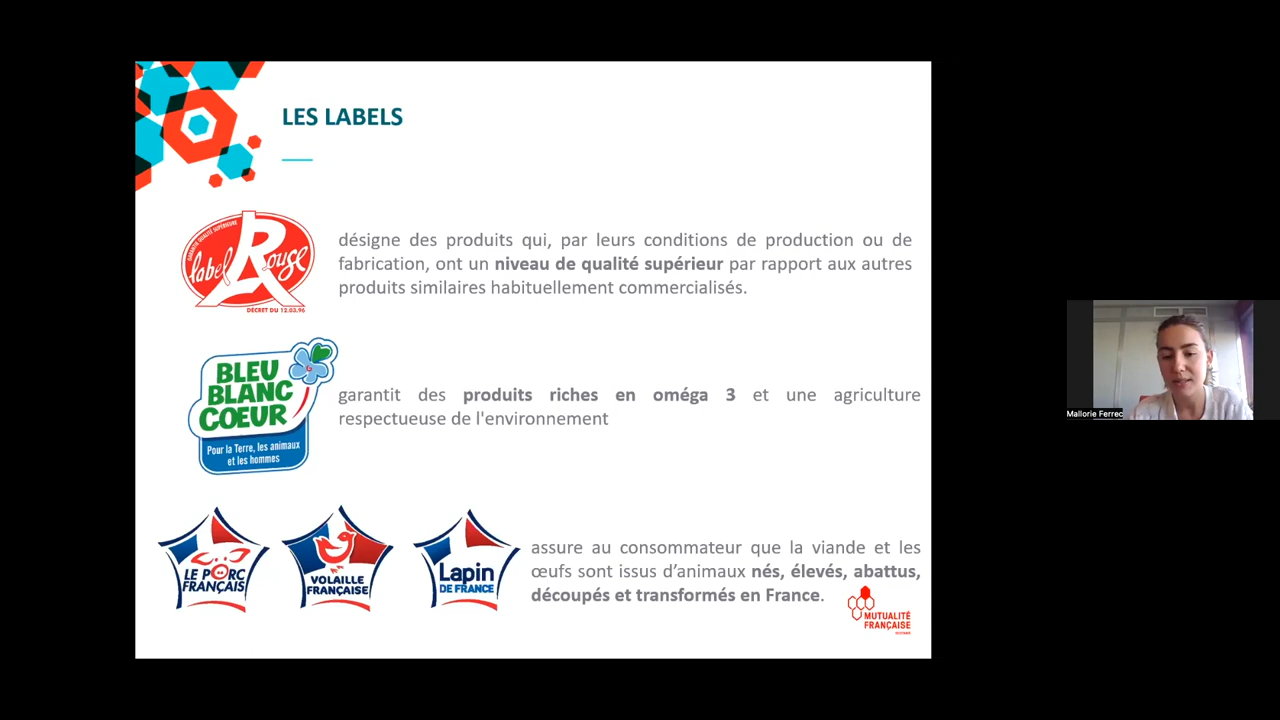 LES LABELS
GARANTIT QUALITÉ SUPÉRIEURE
label Rouge
DÉCRET DU 12.03.96
désigne des produits qui, par leurs conditions de production ou de
fabrication, ont un niveau de qualité supérieur par rapport aux autres
produits similaires habituellement commercialisés.
BLEU
BLANC
COEUR
Pour la Terre, les animaux
et les hommes
garantit des produits riches en oméga 3 et une agriculture
respectueuse de l'environnement
LE PORC
FRANÇAIS
VOLAILLE
FRANÇAISE
Lapin
DE FRANCE
assure au consommateur que la viande et les
œufs sont issus d’animaux nés, élevés, abattus,
découpés et transformés en France.
MUTUALITÉ
FRANÇAISE
OCCITANIE
Mallorie Ferrec